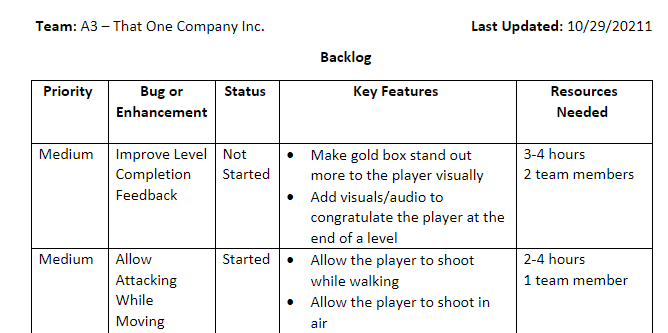 Team: A3 – That One Company Inc. Last Updated: 10/29/20211
Backlog
Priority Bug or Enhancement Status Key Features Resources Needed
Medium Improve Level Completion Feedback Not Started • Make gold box stand out more to the player visually • Add visuals/audio to congratulate the player at the end of a level 3-4 hours 2 team members
Medium Allow Attacking While Moving Started • Allow the player to shoot while walking • Allow the player to shoot in air 2-4 hours 1 team member